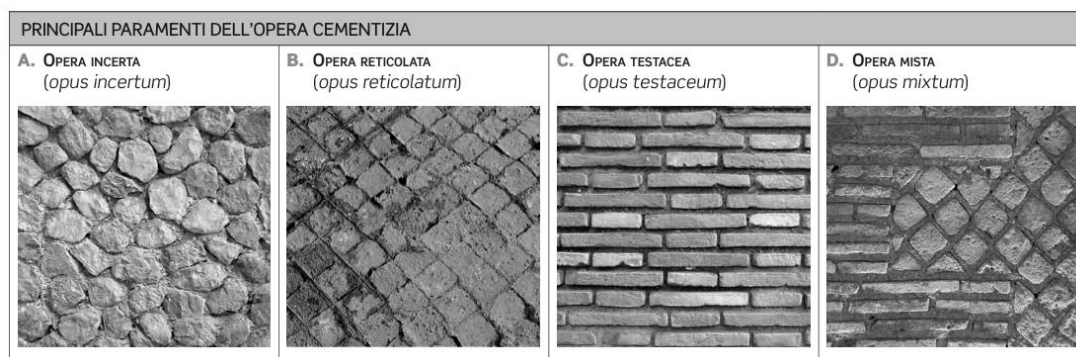 PRINCIPALI PARAMENTI DELL'OPERA CEMENTIZIA
A. OPERA INCERTA
(opus incertum)
B. OPERA RETICOLATA
(opus reticolatum)
C. OPERA TESTACEA
(opus testaceum)
D. OPERA MISTA
(opus mixtum)